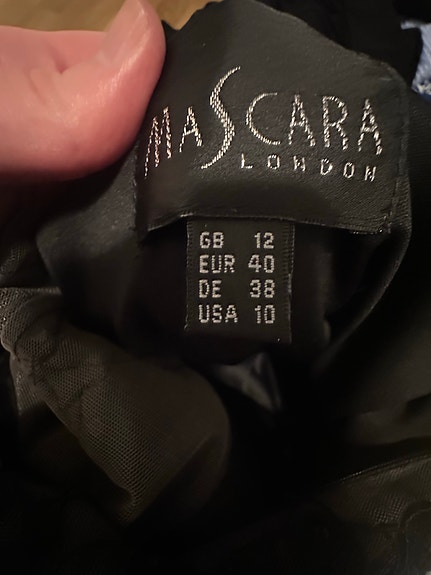 MASCARA
LONDON
GB 12
EUR 40
DE 38
USA 10